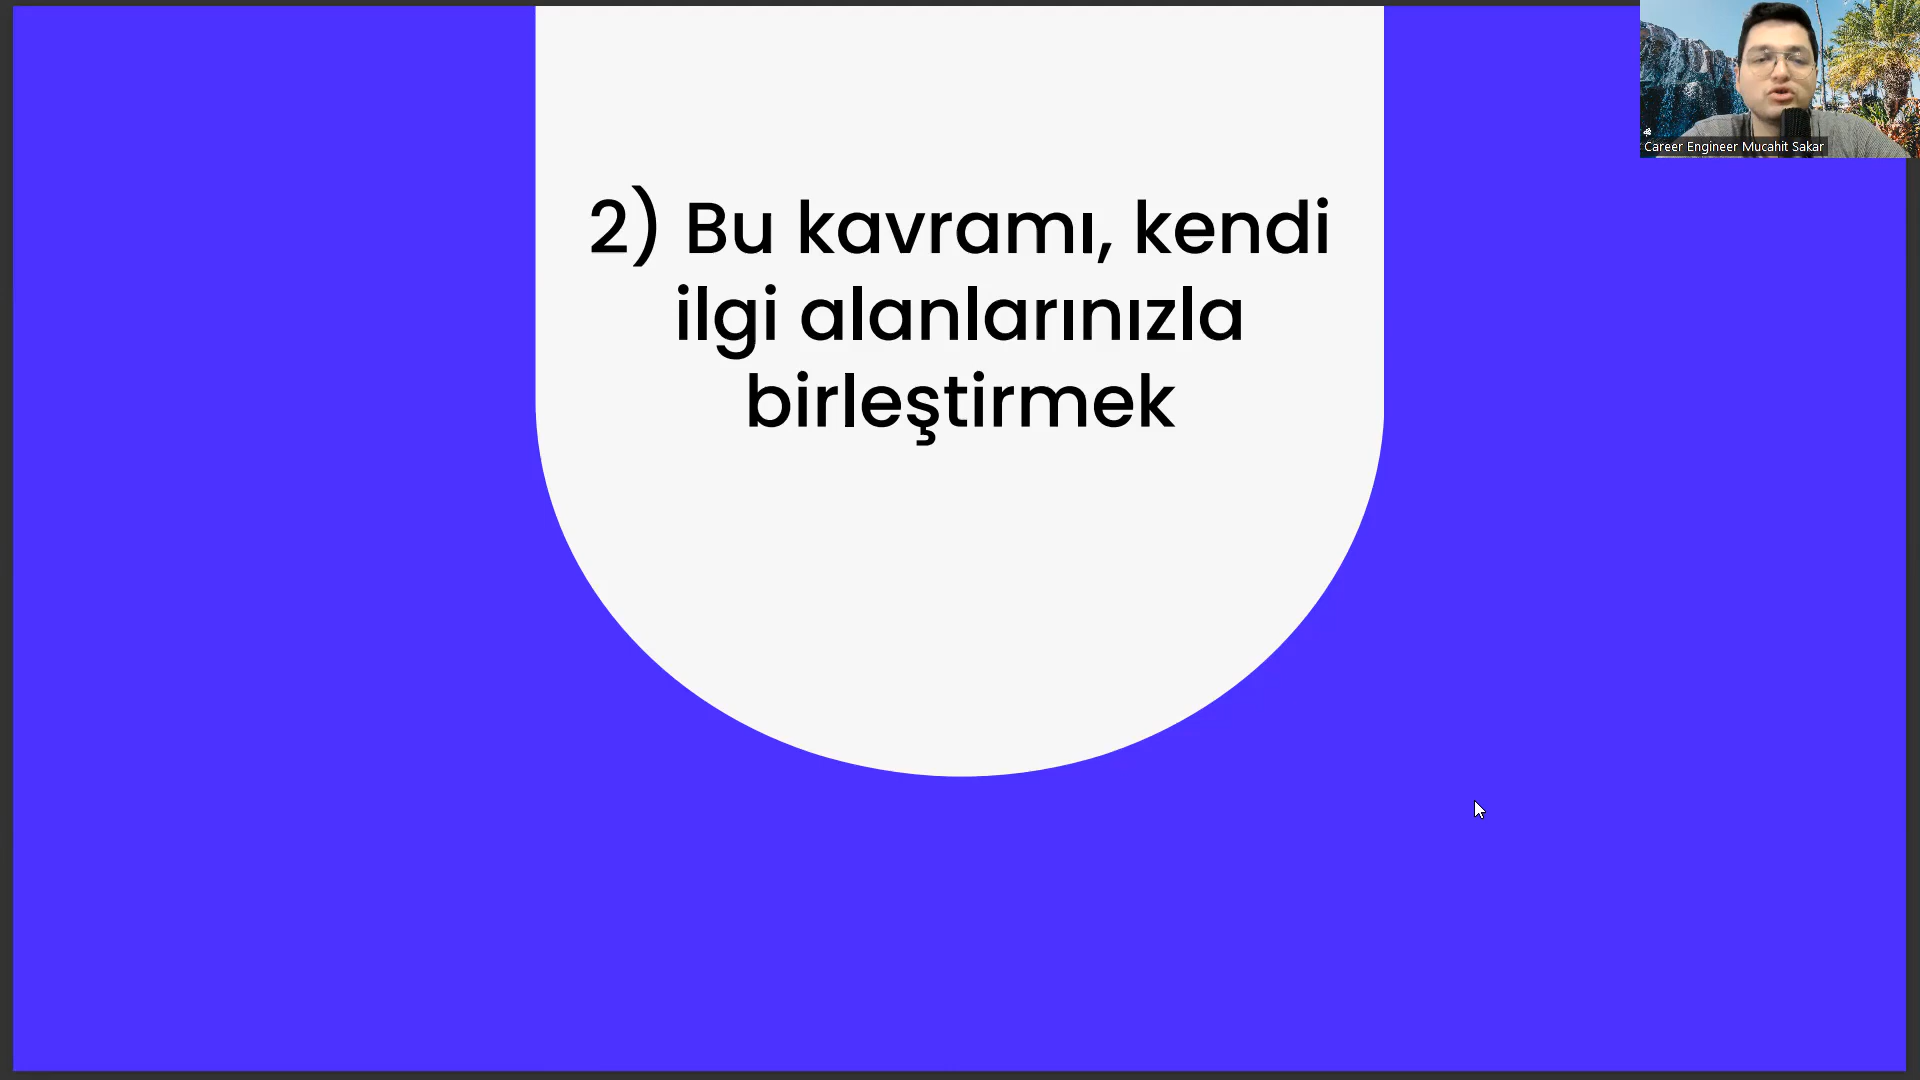 Career Engineer Mucahit Sakar
2) Bu kavramı, kendi
ilgi alanlarınızla
birleştirmek